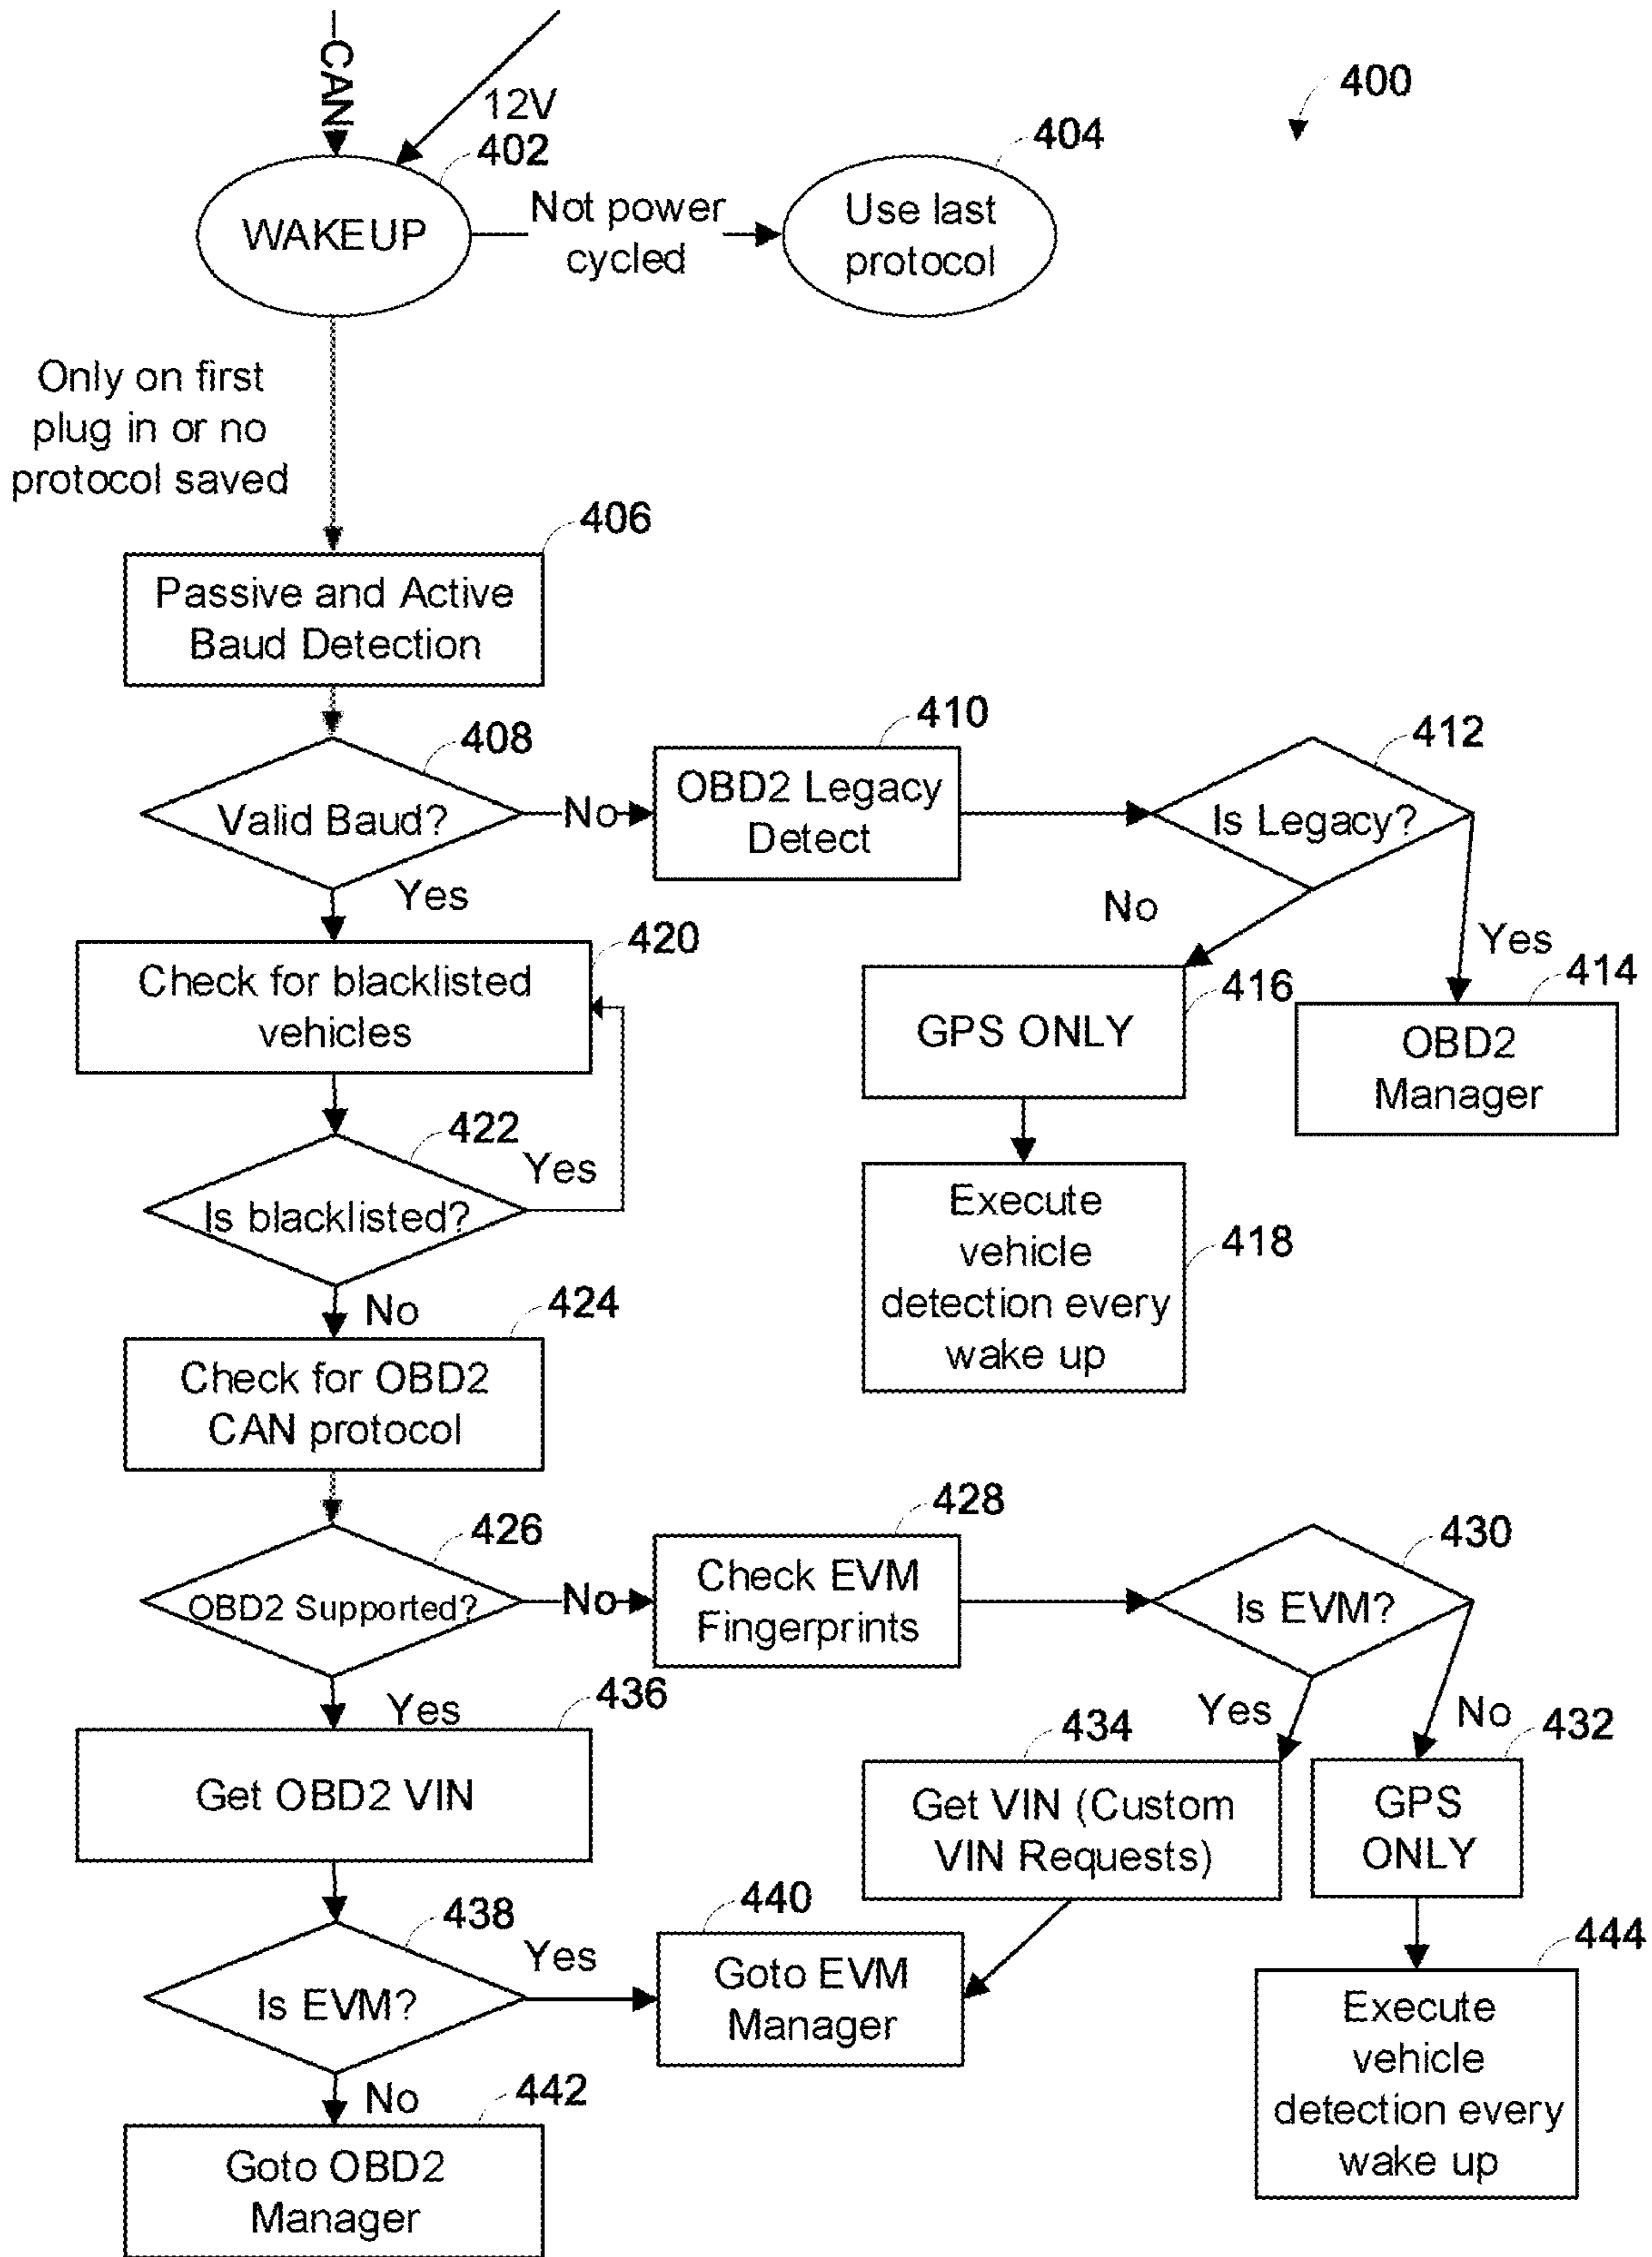 CAN
12V
400
402
404
WAKEUP
Not power
cycled
Use last
protocol
Only on first
plug in or no
protocol saved
406
Passive and Active
Baud Detection
408
Valid Baud?
No
410
OBD2 Legacy
Detect
412
Is Legacy?
Yes
No
Yes
420
Check for blacklisted
vehicles
416
GPS ONLY
414
OBD2
Manager
422
Is blacklisted?
Yes
418
Execute
vehicle
detection every
wake up
No
424
Check for OBD2
CAN protocol
426
OBD2 Supported?
No
428
Check EVM
Fingerprints
430
Is EVM?
Yes
436
Get OBD2 VIN
Yes
No
434
Get VIN (Custom
VIN Requests)
432
GPS
ONLY
438
Is EVM?
Yes
440
Goto EVM
Manager
444
Execute
vehicle
detection every
wake up
No
442
Goto OBD2
Manager